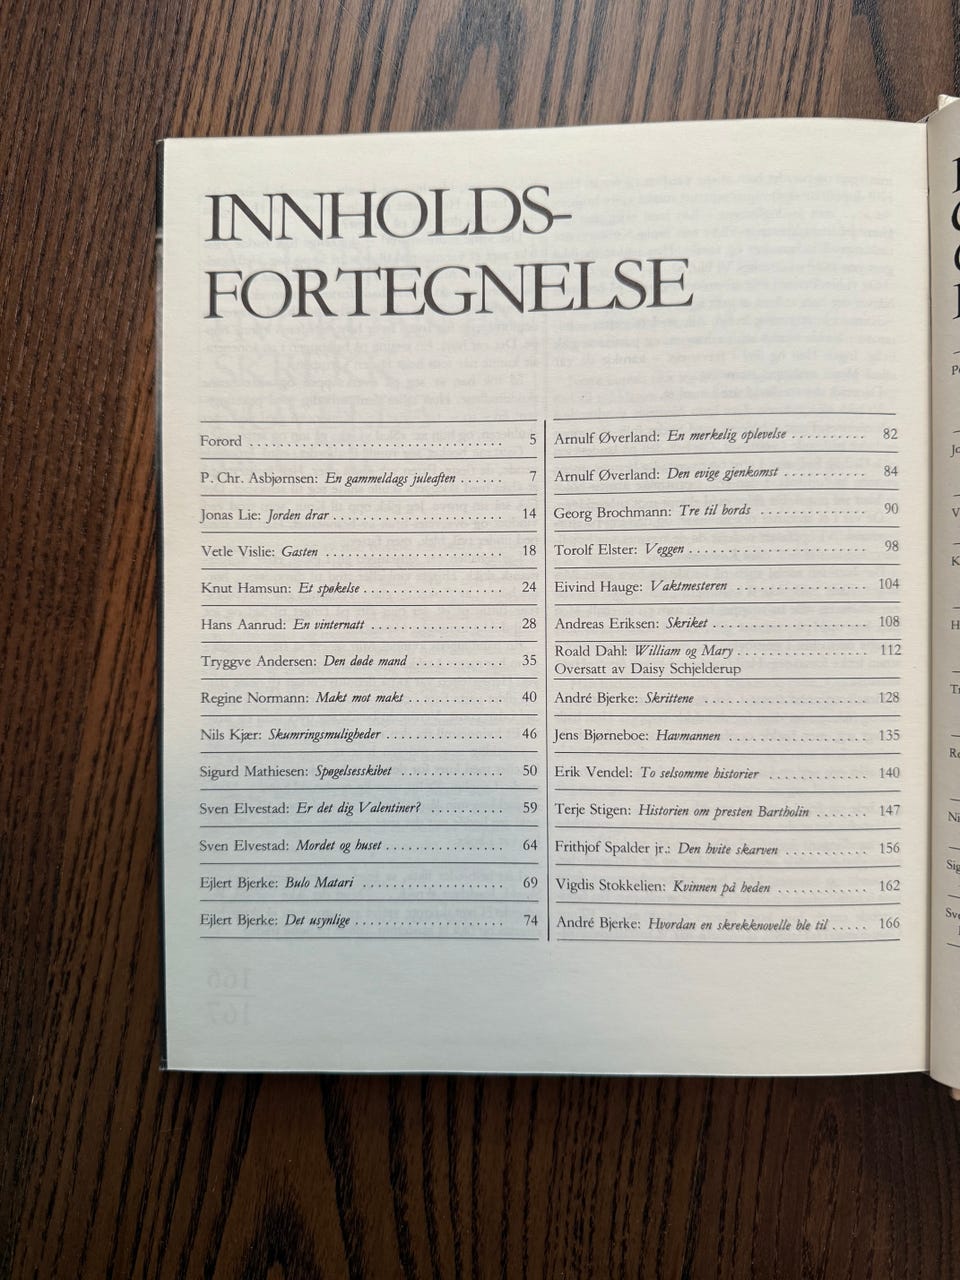 INNHOLDS-
FORTEGNELSE
Forord . . . . . . . . . . . . . . . . . . . . . . . . . . . . . . . . . 5
P. Chr. Asbjørnsen: En gammeldags juleaften . . . . . . 7
Jonas Lie: Jorden drar . . . . . . . . . . . . . . . . . . . . . . 14
Vetle Vislie: Gasten . . . . . . . . . . . . . . . . . . . . . . . 18
Knut Hamsun: Et spøkelse . . . . . . . . . . . . . . . . . . 24
Hans Aanrud: En vinternatt . . . . . . . . . . . . . . . . . 28
Tryggve Andersen: Den døde mand . . . . . . . . . . . . 35
Regine Normann: Makt mot makt . . . . . . . . . . . . . 40
Nils Kjær: Skumringsmuligheder . . . . . . . . . . . . . . . 46
Sigurd Mathiesen: Spøgelsesskibet . . . . . . . . . . . . . . 50
Sven Elvestad: Er det dig Valentiner? . . . . . . . . . . 59
Sven Elvestad: Mordet og huset . . . . . . . . . . . . . . . . 64
Ejlert Bjerke: Bulo Matari . . . . . . . . . . . . . . . . . . 69
Ejlert Bjerke: Det usynlige . . . . . . . . . . . . . . . . . . . 74
Arnulf Øverland: En merkelig oplevelse . . . . . . . . . . 82
Arnulf Øverland: Den evige gjenkomst . . . . . . . . . . . 84
Georg Brochmann: Tre til bords . . . . . . . . . . . . . . 90
Torolf Elster: Veggen . . . . . . . . . . . . . . . . . . . . . . . 98
Eivind Hauge: Vaktmesteren . . . . . . . . . . . . . . . . . 104
Andreas Eriksen: Skriket . . . . . . . . . . . . . . . . . . . . 108
Roald Dahl: William og Mary . . . . . . . . . . . . . . . . . 112
Oversatt av Daisy Schjelderup
André Bjerke: Skrittene . . . . . . . . . . . . . . . . . . . . . 128
Jens Bjørneboe: Havmannen . . . . . . . . . . . . . . . . . . 135
Erik Vendel: To selsomme historier . . . . . . . . . . . . . . 140
Terje Stigen: Historien om presten Bartholin . . . . . . . 147
Frithjof Spalder jr.: Den hvite skarven . . . . . . . . . . . 156
Vigdis Stokkelien: Kvinnen på heden . . . . . . . . . . . . 162
André Bjerke: Hvordan en skrekknovelle ble til . . . . . 166